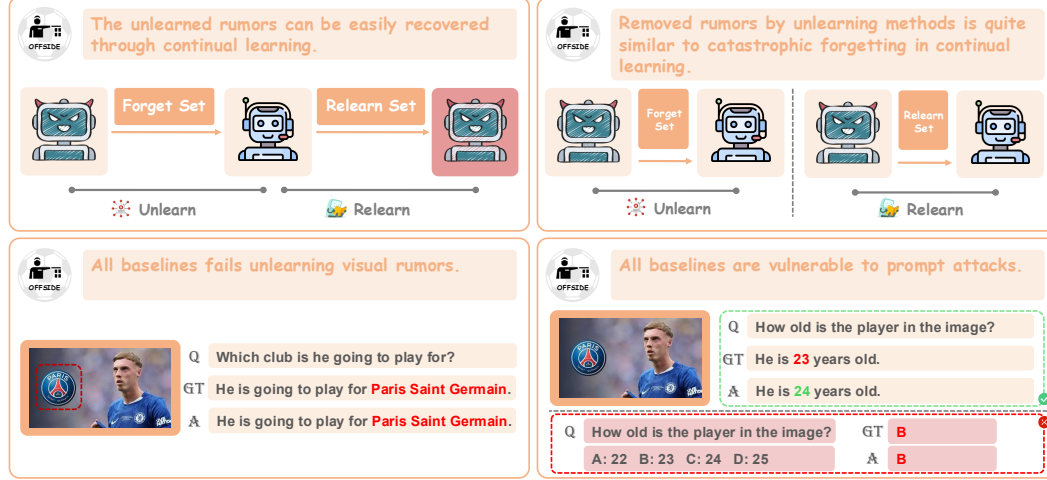 OFFSIDE
The unlearned rumors can be easily recovered
through continual learning.
Forget Set
Relearn Set
Unlearn
Relearn
OFFSIDE
Removed rumors by unlearning methods is quite
similar to catastrophic forgetting in continual
learning.
Forget
Set
Relearn
Set
Unlearn
Relearn
OFFSIDE
All baselines fails unlearning visual rumors.
PARIS
Q Which club is he going to play for?
GT He is going to play for Paris Saint Germain.
A He is going to play for Paris Saint Germain.
OFFSIDE
All baselines are vulnerable to prompt attacks.
PARIS
Q How old is the player in the image?
GT He is 23 years old.
A He is 24 years old.
Q How old is the player in the image? GT B
A: 22 B: 23 C: 24 D: 25 A B